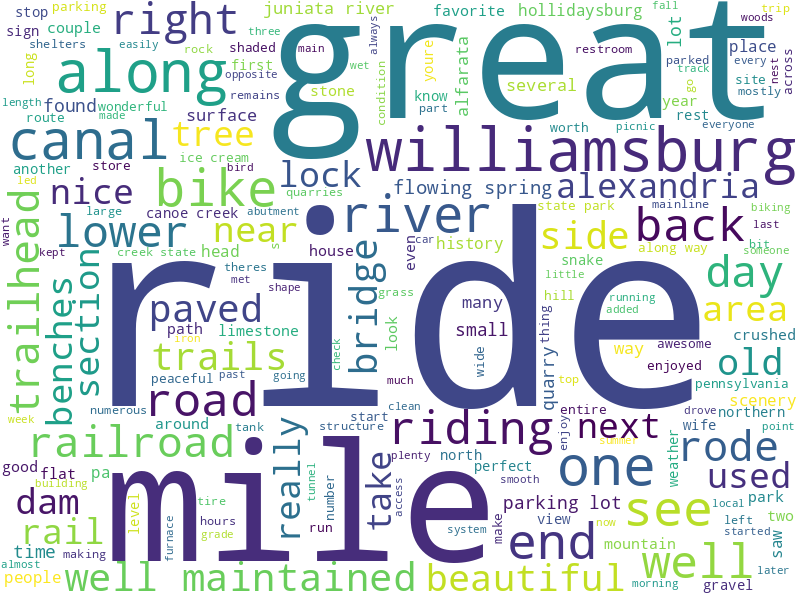 parking
stop
sign
couple
right
juniata river
favorite
hollidaysburg
fall
trip
woods
great
shelters
easily
rock
shaded
three
main
always
long
along
first
opposite
wet
condition
youre
several
lot
restroom
parked
place
every
track
nest
across
site
mostly
go
length
found
wonderful
remains
stone
know
part
alfarata
year
rest
route
made
surface
canal
tree
worth
picnic
everyone
williamsburg
another
store
ice cream
bird
quarries
lock
flowing spring
alexandria
biking
led
nice
bike
large
canoe creek
abutment
river
state park
mainline
last
want
trailhead
lower
near
house
even
car
history
side
back
along way
bit
someone
kept
creek state
head
theres
met
s
shape
bridge
grass
snake
little
day
benches
section
ride
paved
path
limestone
look
many
small
hill
running
added
area
thing
way
awesome
crushed
iron
trails
check
wide
quarry
enjoyed
old
peaceful
past
going
top
pennsylvania
numerous
road
much
clean
entire
drove
northern
scenery
week
around
tank
structure
start
riding
enjoy
next
summer
wife
point
railroad
really
plenty
north
perfect
one
weather
rode
good
flat
pa
mile
tunnel
take
access
smooth
used
building
level
tire
number
parking lot
see
park
local
dam
hours
run
view
left
two
rail
furnace
grade
system
make
end
now
started
saw
time
making
mountain
well
almost
people
well maintained
beautiful
morning
gravel
later